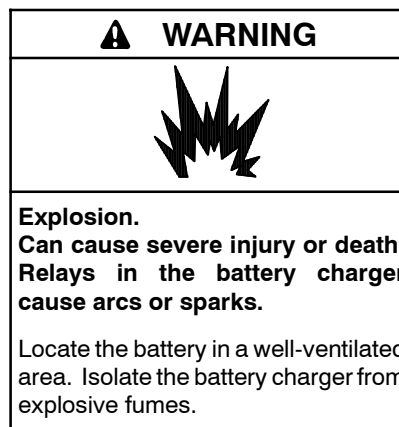 WARNING
Explosion.
Can cause severe injury or death.
Relays in the battery charger
cause arcs or sparks.
Locate the battery in a well-ventilated
area. Isolate the battery charger from
explosive fumes.